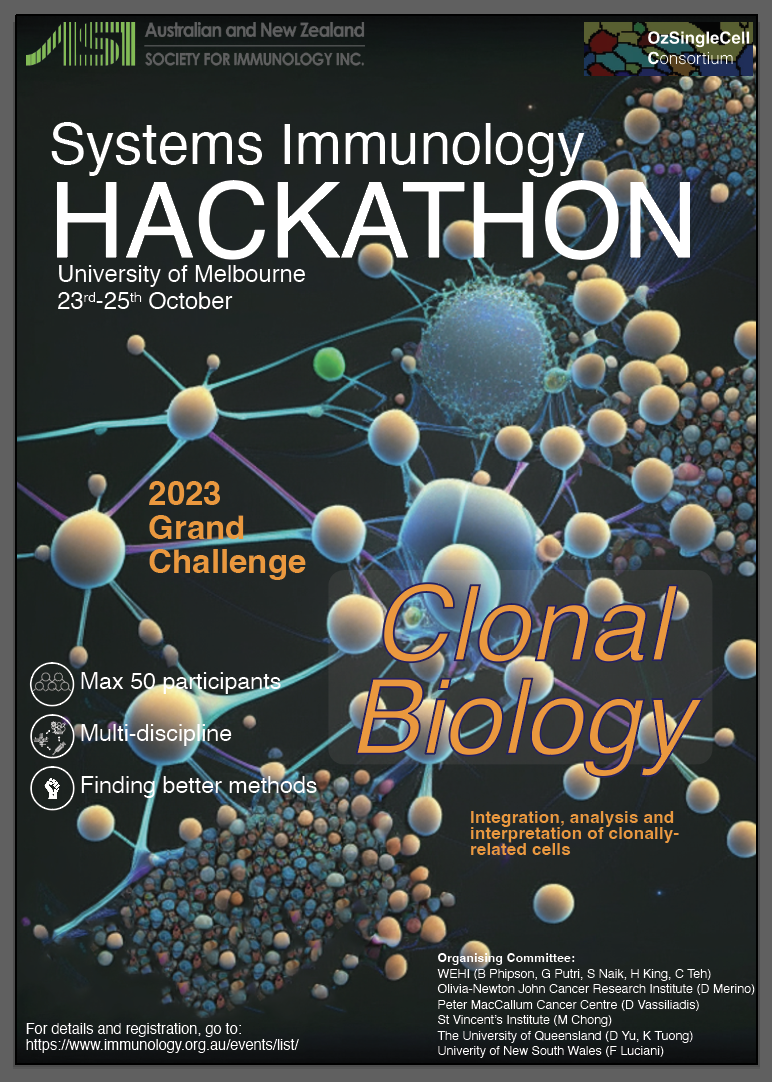 Australian and New Zealand
SOCIETY FOR IMMUNOLOGY INC.
ASI
OzSingleCell
Consortium
Systems Immunology
HACKATHON
University of Melbourne
23rd-25th October
2023
Grand
Challenge
Clonal
Biology
Max 50 participants
Multi-discipline
Finding better methods
Integration, analysis and
interpretation of clonally-
related cells
Organising Committee:
WEHI (B Phipson, G Putri, S Naik, H King, C Teh)
Olivia-Newton John Cancer Research Institute (D Merino)
Peter MacCallum Cancer Centre (D Vassiliadis)
St Vincent's Institute (M Chong)
The University of Queensland (D Yu, K Tuong)
Univerity of New South Wales (F Luciani)
For details and registration, go to:
https://www.immunology.org.au/events/list/